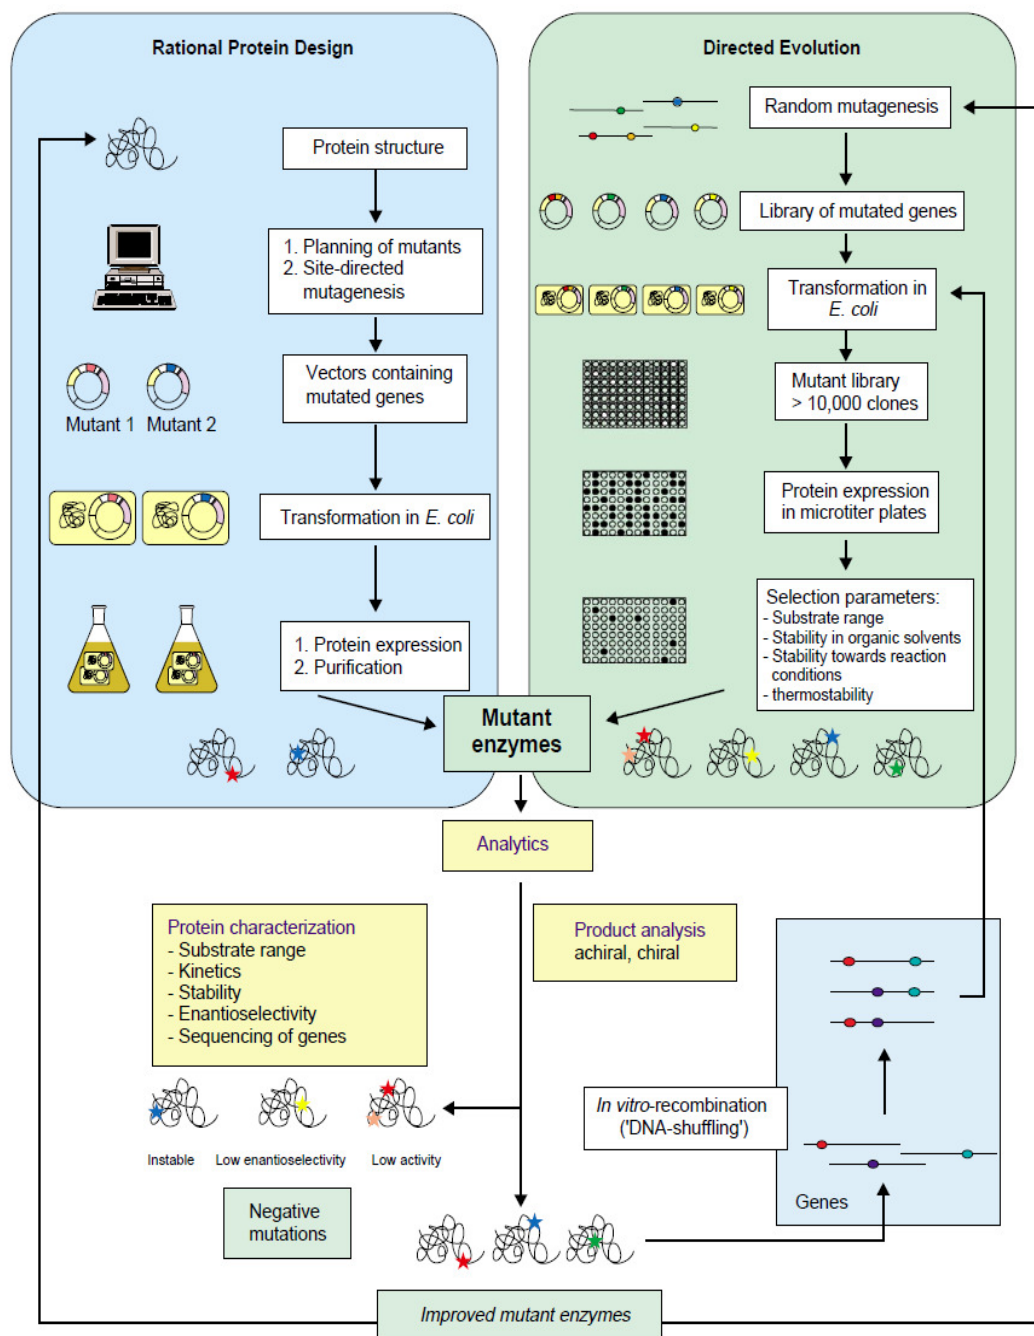 Rational Protein Design
Protein structure
1. Planning of mutants
2. Site-directed
mutagenesis
Vectors containing
mutated genes
Mutant 1 Mutant 2
Transformation in E. coli
1. Protein expression
2. Purification
Directed Evolution
Random mutagenesis
Library of mutated genes
Transformation in
E. coli
Mutant library
> 10,000 clones
Protein expression
in microtiter plates
Selection parameters:
- Substrate range
- Stability in organic solvents
- Stability towards reaction
conditions
- thermostability
Mutant
enzymes
Analytics
Protein characterization
- Substrate range
- Kinetics
- Stability
- Enantioselectivity
- Sequencing of genes
Product analysis
achiral, chiral
Instable Low enantioselectivity Low activity
Negative
mutations
In vitro-recombination
('DNA-shuffling')
Genes
Improved mutant enzymes